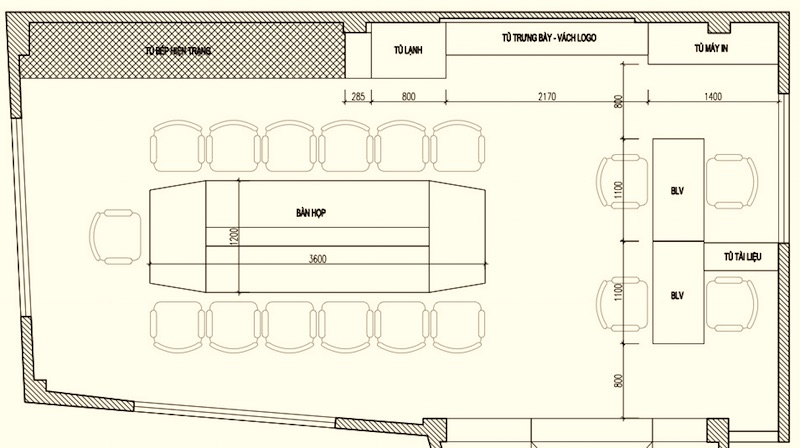 TỦ BẾP HIỆN TRẠNG
TỦ LẠNH
TỦ TRƯNG BÀY - VÁCH LOGO
TỦ MÁY IN
285
800
2170
1400
800
BÀN HỌP
1200
3600
1100
BLV
TỦ TÀI LIỆU
1100
BLV
800